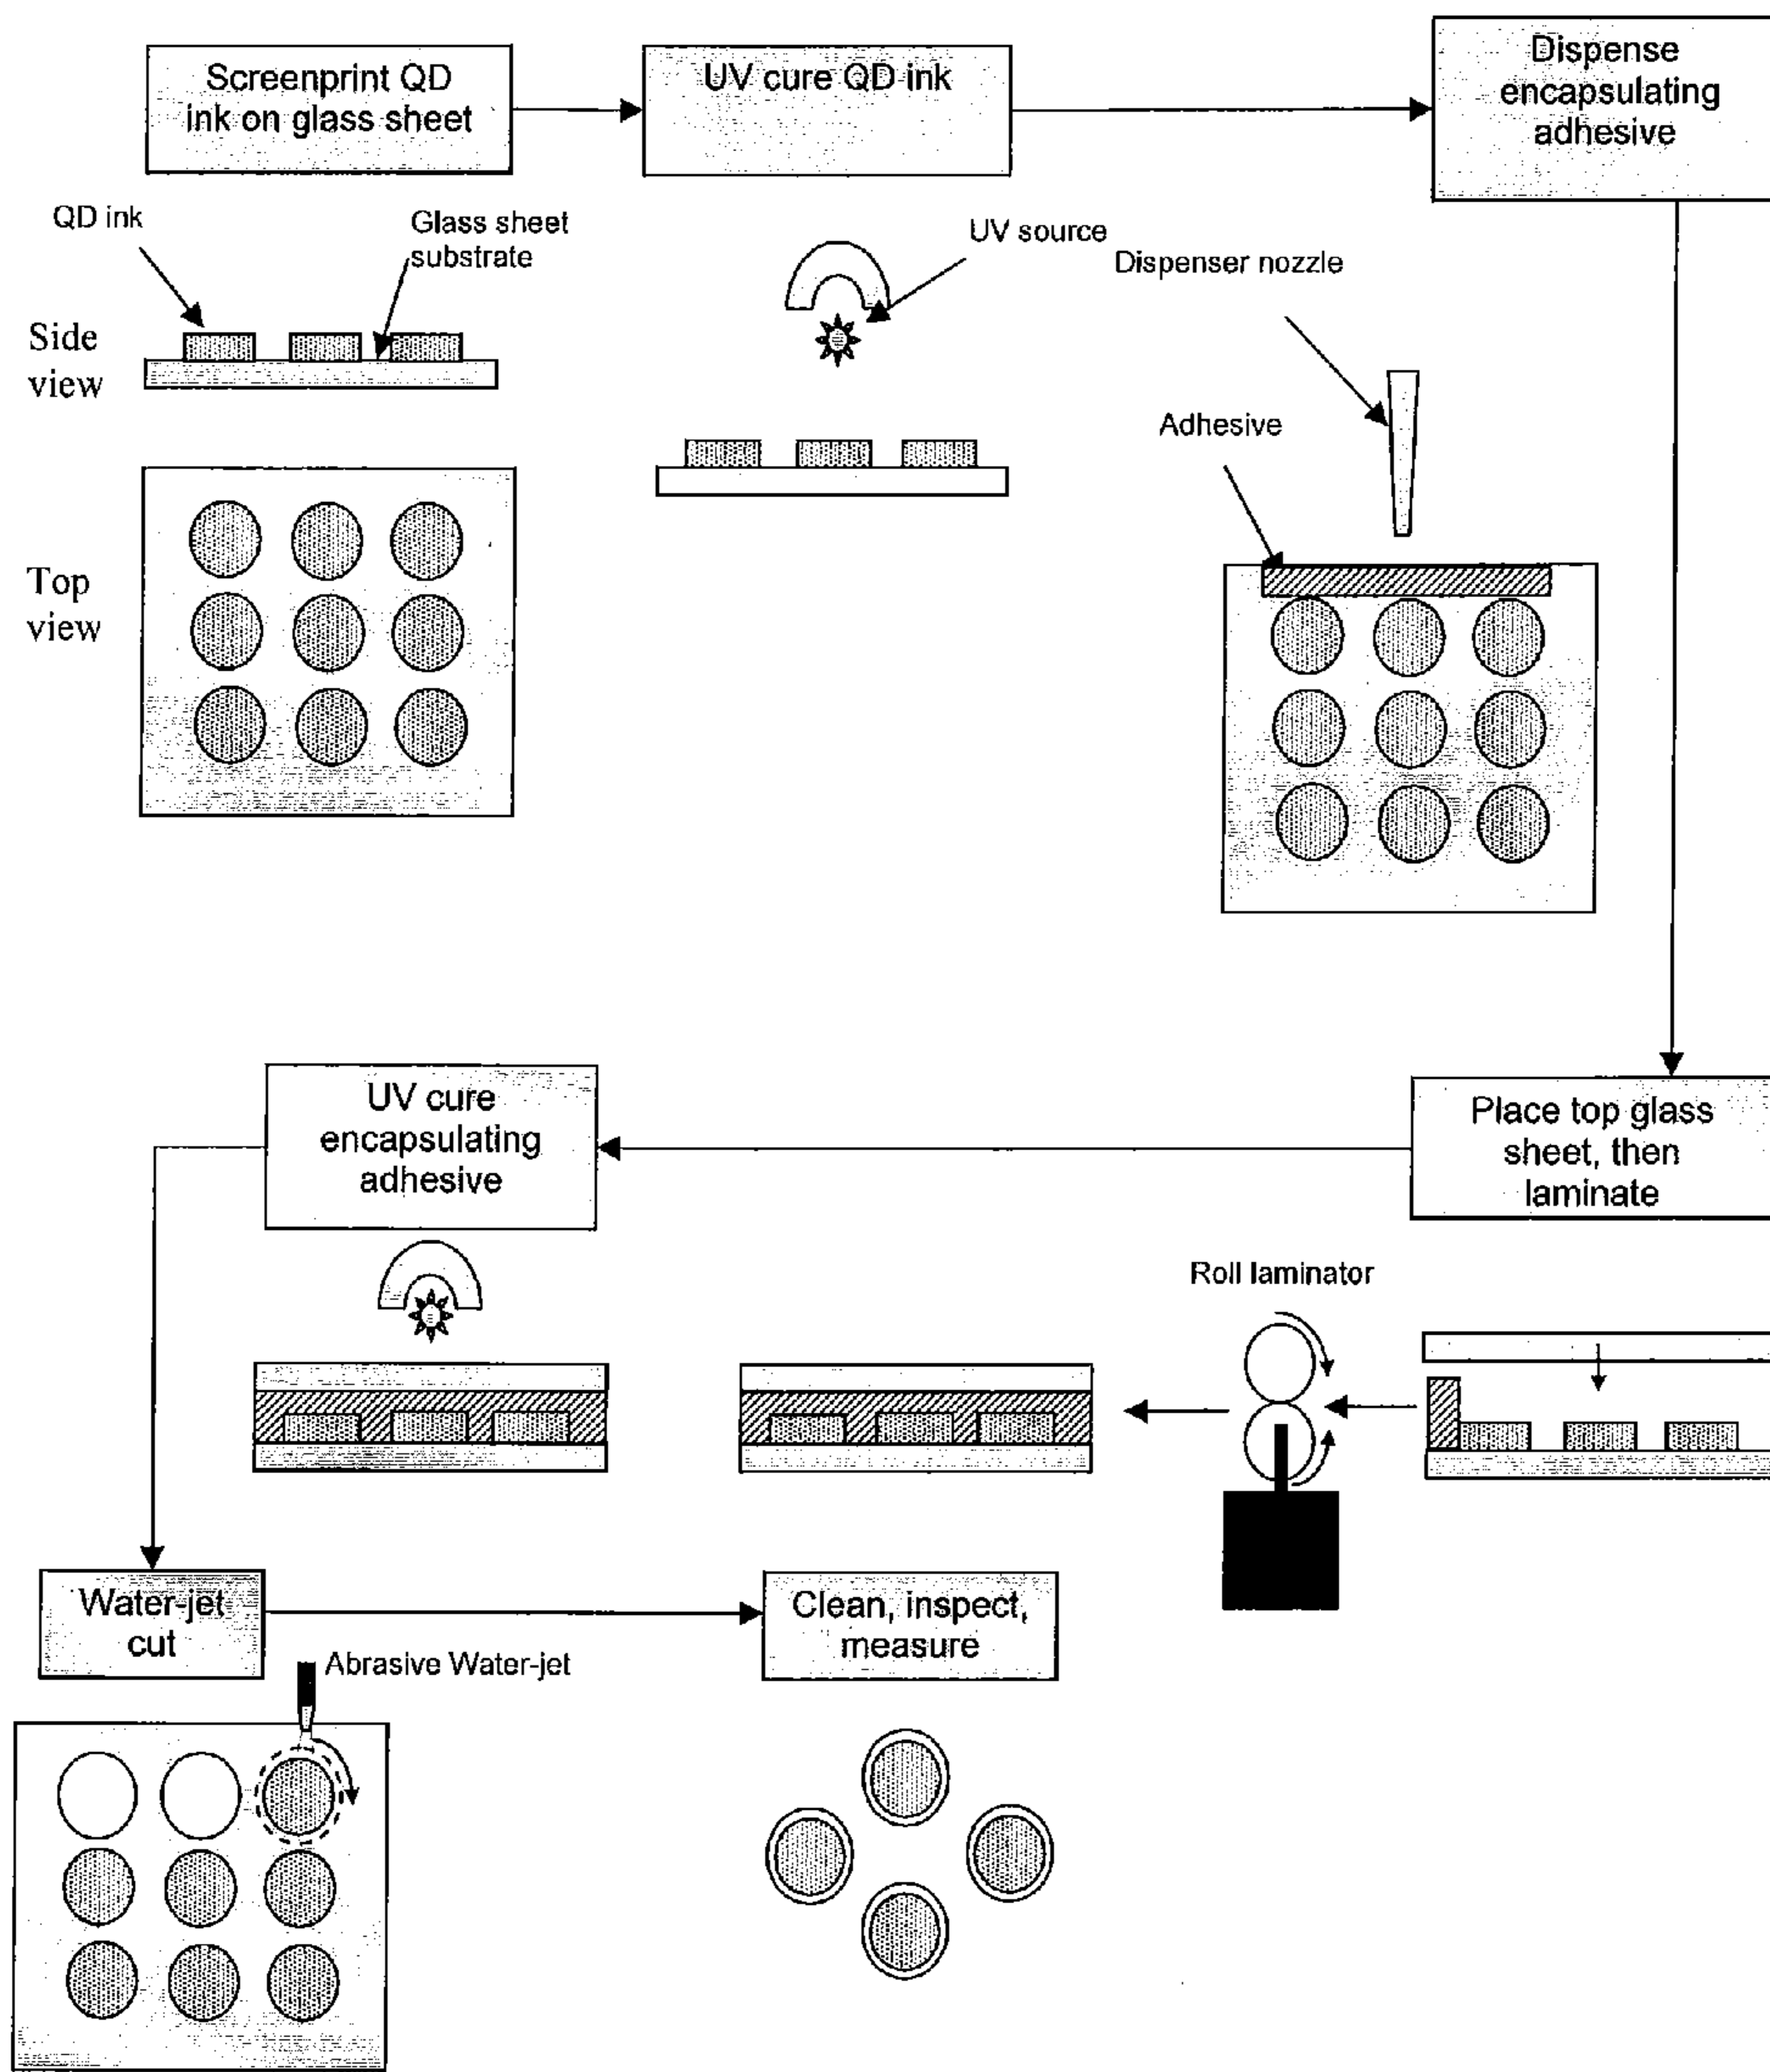 Screenprint QD
ink on glass sheet
UV cure QD ink
Dispense
encapsulating
adhesive
QD ink
Glass sheet
substrate
UV source
Dispenser nozzle
Side
view
Adhesive
Top
view
UV cure
encapsulating
adhesive
Place top glass
sheet, then
laminate
Roll laminator
Water-jet
cut
Clean, inspect,
measure
Abrasive Water-jet